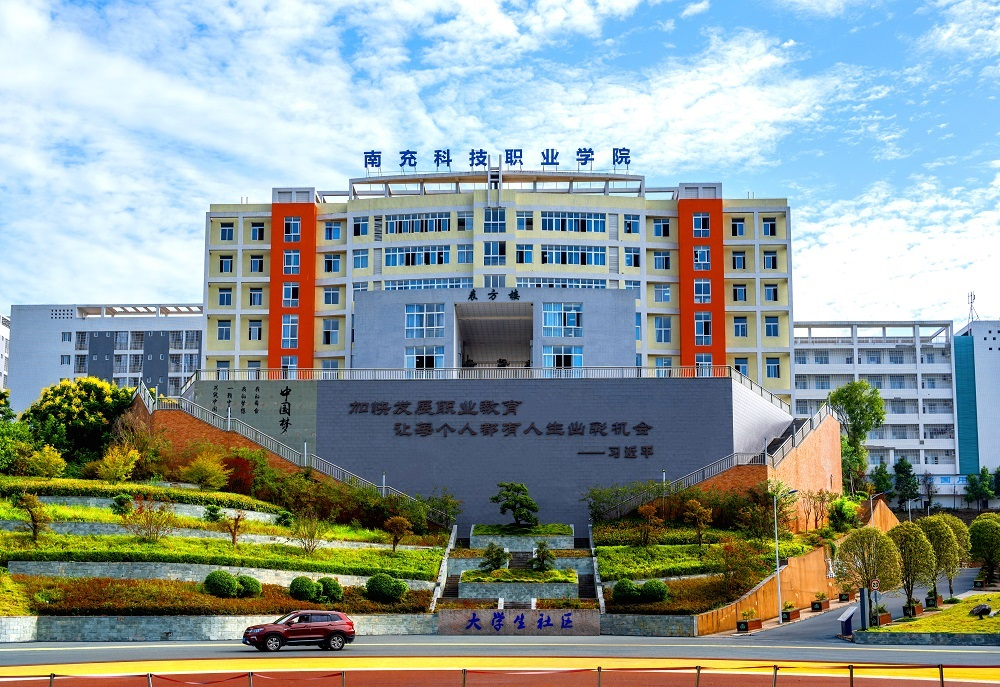 南充科技职业学院
展方楼
中国梦
加快发展职业教育
让每个人都有人生出彩机会
——习近平
大学生社区